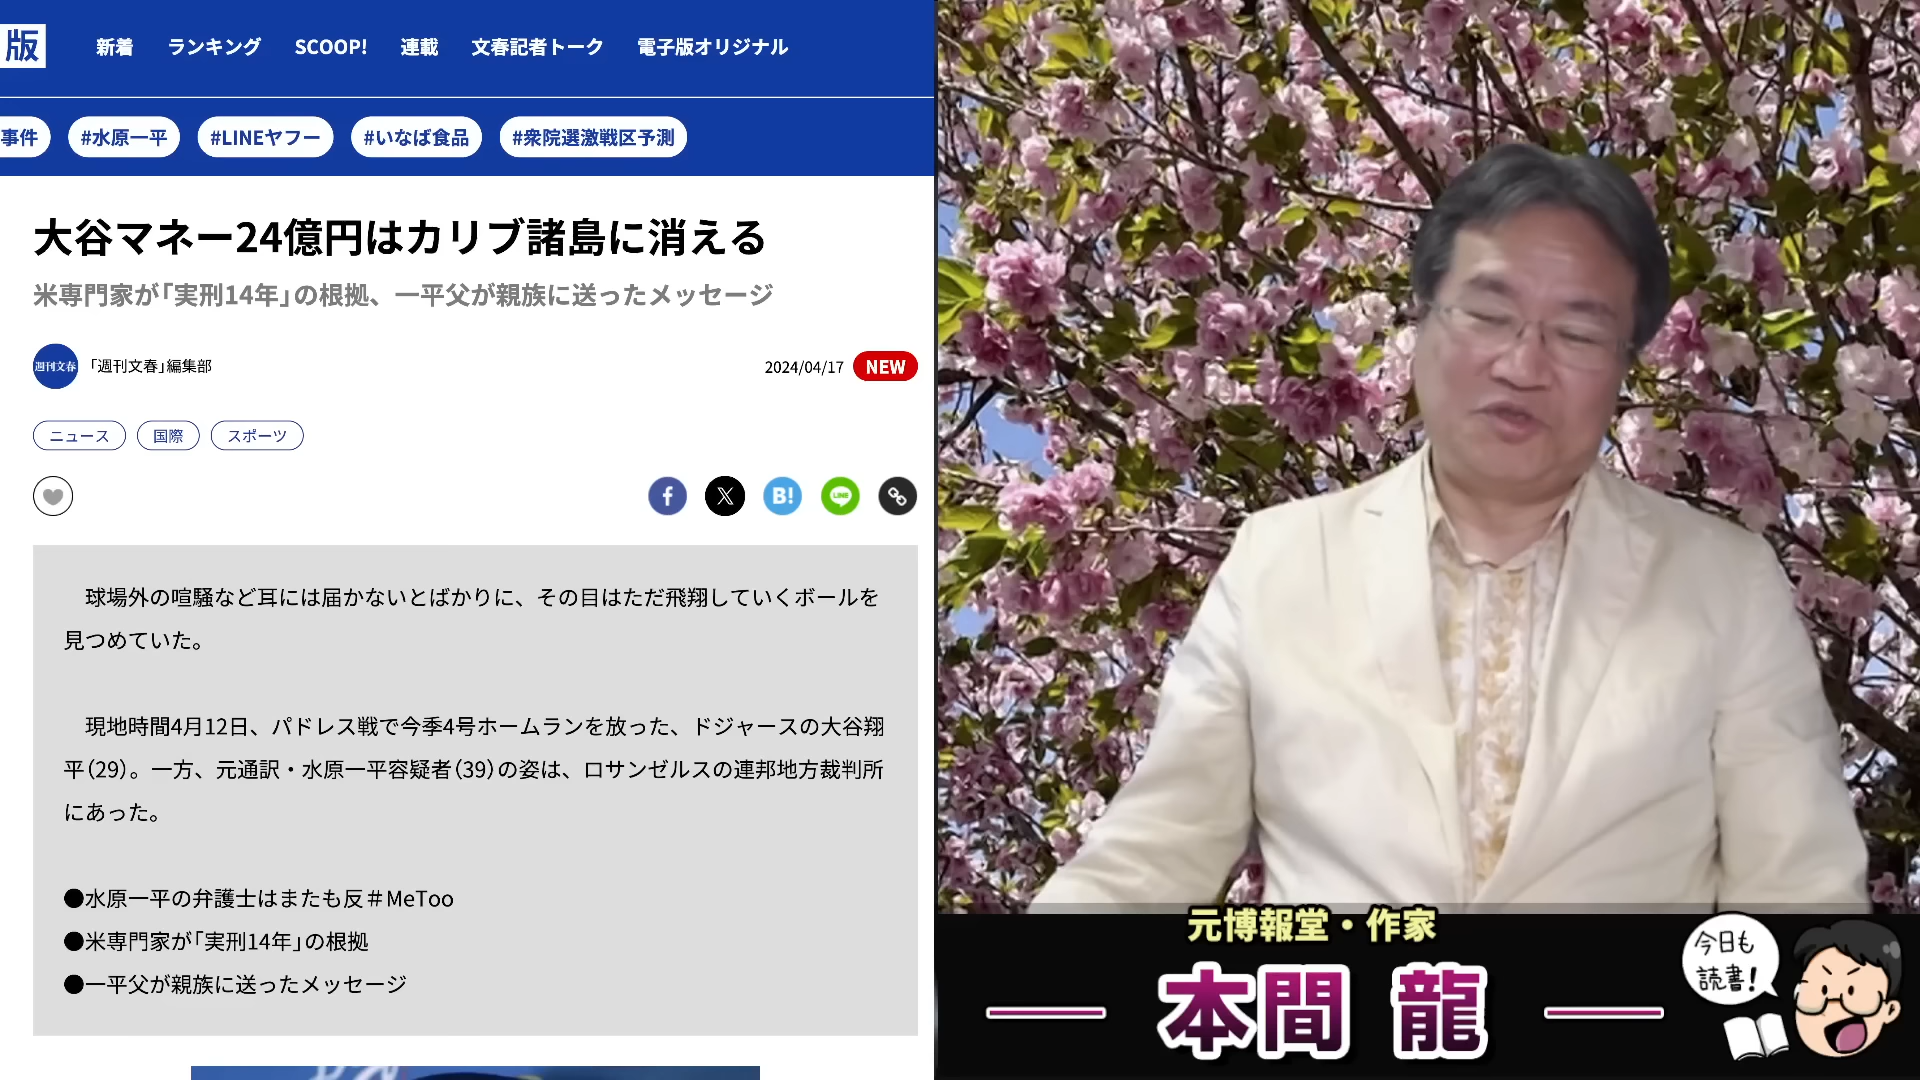 版
新着 ランキング SCOOP! 連載 文春記者トーク 電子版オリジナル
事件 #水原一平 #LINEヤフー #いなば食品 #衆院選激戦区予測
大谷マネー24億円はカリブ諸島に消える
米専門家が「実刑14年」の根拠、一平父が親族に送ったメッセージ
週刊文春 「週刊文春」編集部 2024/04/17 NEW
ニュース 国際 スポーツ
f X B! LINE
球場外の喧騒など耳には届かないとばかりに、その目はただ飛翔していくボールを
見つめていた。
現地時間4月12日、パドレス戦で今季4号ホームランを放った、ドジャースの大谷翔
平(29)。一方、元通訳・水原一平容疑者(39)の姿は、ロサンゼルスの連邦地方裁判所
にあった。
●水原一平の弁護士はまたも反＃MeToo
●米専門家が「実刑14年」の根拠
●一平父が親族に送ったメッセージ
元博報堂・作家
本間 龍
今日も
読書!